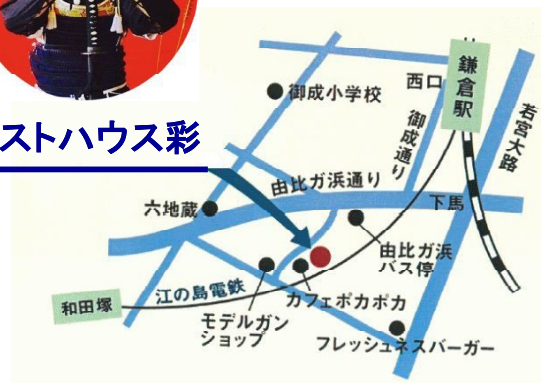 ストハウス彩
鎌倉駅
西口
御成小学校
御成通り
若宮大路
由比ガ浜通り
下馬
六地蔵
由比ガ浜
バス停
江の島電鉄
カフェポカポカ
和田塚
モデルガン
ショップ
フレッシュネスバーガー